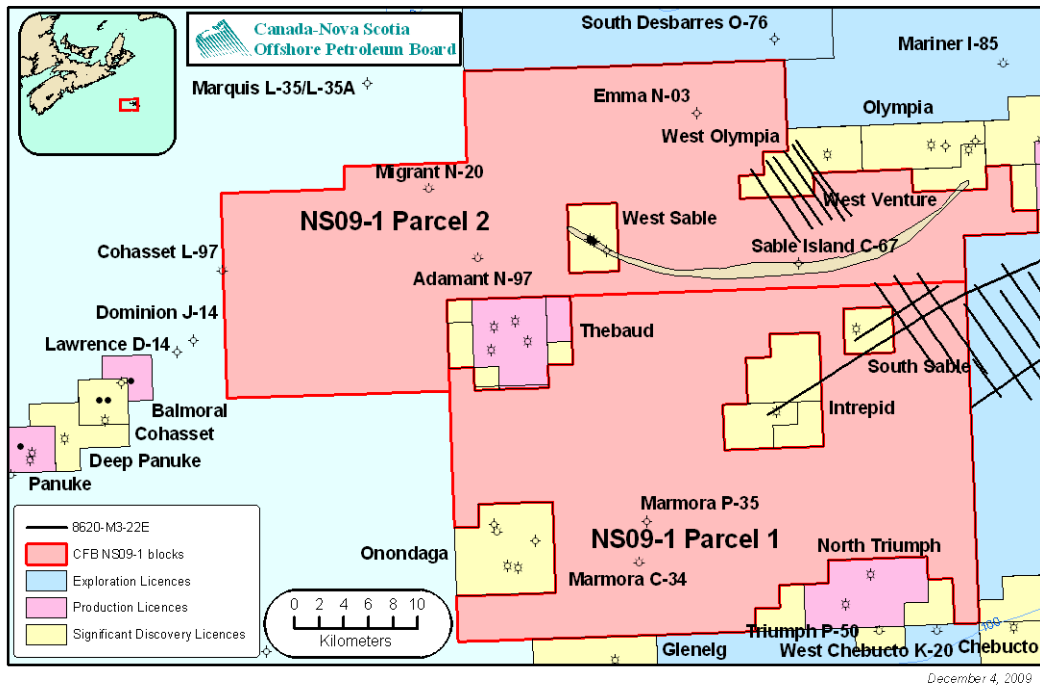 South Desbarres O-76
Canada-Nova Scotia
Offshore Petroleum Board
Mariner I-85
Marquis L-35/L-35A
Emma N-03
Olympia
West Olympia
Migrant N-20
NS09-1 Parcel 2
West Sable
West Venture
Cohasset L-97
Sable Island C-67
Adamant N-97
Dominion J-14
Thebaud
Lawrence D-14
South Sable
Balmoral
Intrepid
Cohasset
Deep Panuke
Panuke
Marmora P-35
8620-M3-22E
NS09-1 Parcel 1
North Triumph
CFB NS09-1 blocks
Onondaga
Marmora C-34
Exploration Licences
0 2 4 6 8 10
Production Licences
Kilometers
Significant Discovery Licences
Triumph P-50
100
Glenelg
West Chebucto K-20
Chebucto
December 4, 2009